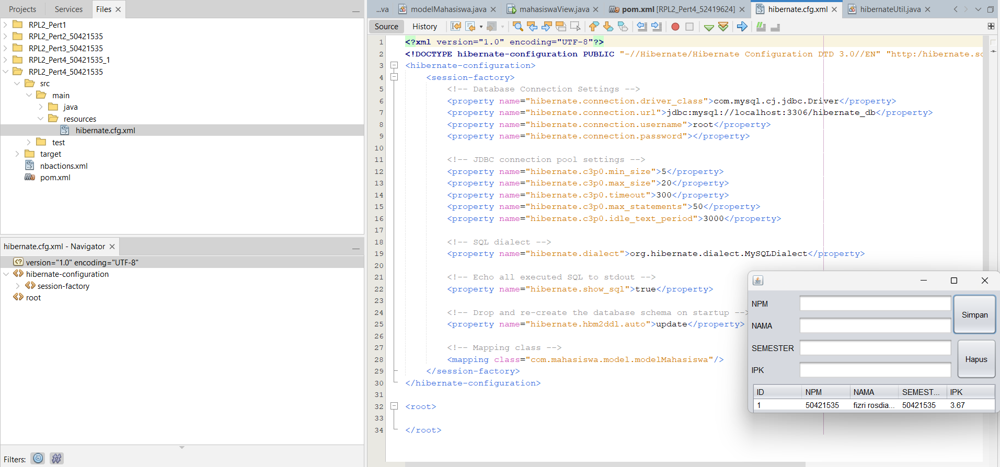 Projects Services Files
RPL2_Pert1
RPL2_Pert2_50421535
RPL2_Pert3_50421535
RPL2_Pert4_50421535_1
RPL2_Pert4_50421535
src
main
java
resources
hibernate.cfg.xml
test
target
nbactions.xml
pom.xml
hibernate.cfg.xml - Navigator
version="1.0" encoding="UTF-8"
hibernate-configuration
session-factory
root
Filters:
...va modelMahasiswa.java mahasiswaView.java pom.xml [RPL2_Pert4_52419624] hibernate.cfg.xml hibernateUtil.java
Source History
1 <?xml version="1.0" encoding="UTF-8"?>
2 <!DOCTYPE hibernate-configuration PUBLIC "-//Hibernate/Hibernate Configuration DTD 3.0//EN" "http:/hibernate.so
3 <hibernate-configuration>
4 <session-factory>
5 <!-- Database Connection Settings -->
6 <property name="hibernate.connection.driver_class">com.mysql.cj.jdbc.Driver</property>
7 <property name="hibernate.connection.url">jdbc:mysql://localhost:3306/hibernate_db</property>
8 <property name="hibernate.connection.username">root</property>
9 <property name="hibernate.connection.password"></property>
10
11 <!-- JDBC connection pool settings -->
12 <property name="hibernate.c3p0.min_size">5</property>
13 <property name="hibernate.c3p0.max_size">20</property>
14 <property name="hibernate.c3p0.timeout">300</property>
15 <property name="hibernate.c3p0.max_statements">50</property>
16 <property name="hibernate.c3p0.idle_text_period">3000</property>
17
18 <!-- SQL dialect -->
19 <property name="hibernate.dialect">org.hibernate.dialect.MySQLDialect</property>
20
21 <!-- Echo all executed SQL to stdout -->
22 <property name="hibernate.show_sql">true</property>
23
24 <!-- Drop and re-create the database schema on startup --
25 <property name="hibernate.hbm2ddl.auto">update</property>
26
27 <!-- Mapping class -->
28 <mapping class="com.mahasiswa.model.modelMahasiswa"/>
29 </session-factory>
30 </hibernate-configuration>
31
32 <root>
33
34 </root>
NPM
Simpan
NAMA
SEMESTER
Hapus
IPK
ID NPM NAMA SEMEST... IPK
1 50421535 fizri rosdia... 50421535 3.67